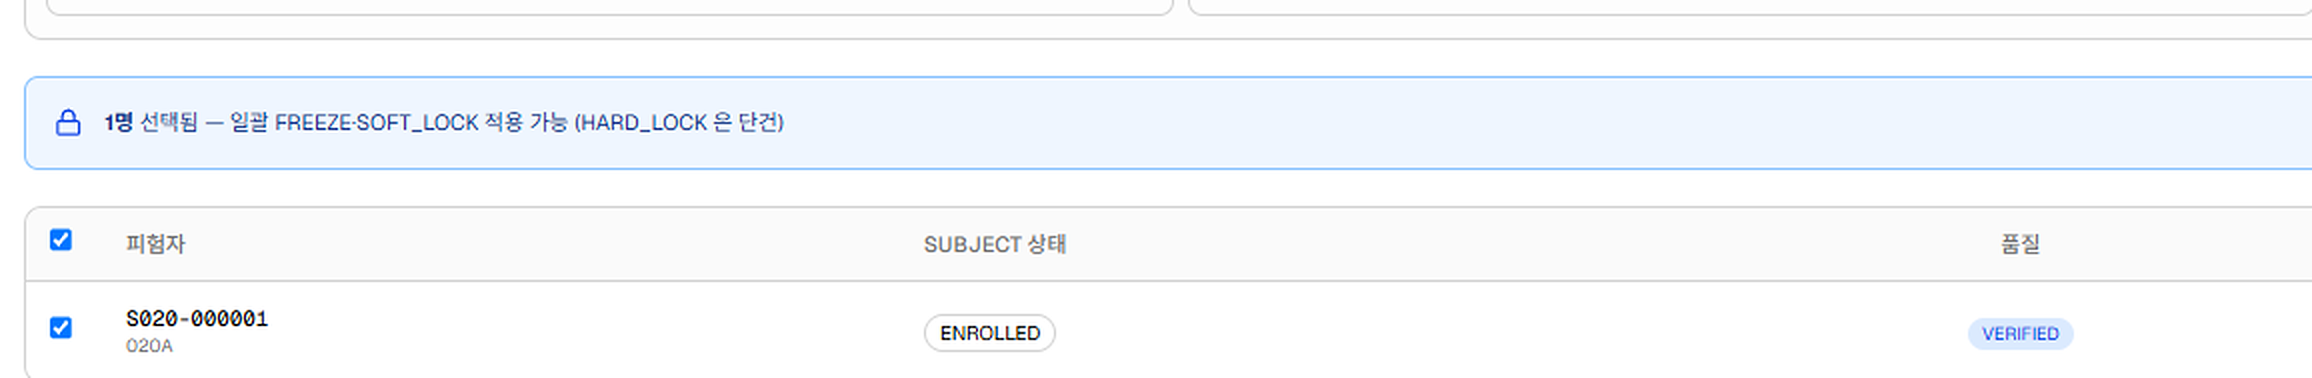 1명 선택됨 — 일괄 FREEZE·SOFT_LOCK 적용 가능 (HARD_LOCK 은 단건)
피험자 SUBJECT 상태 품질
S020-000001 ENROLLED VERIFIED
020A